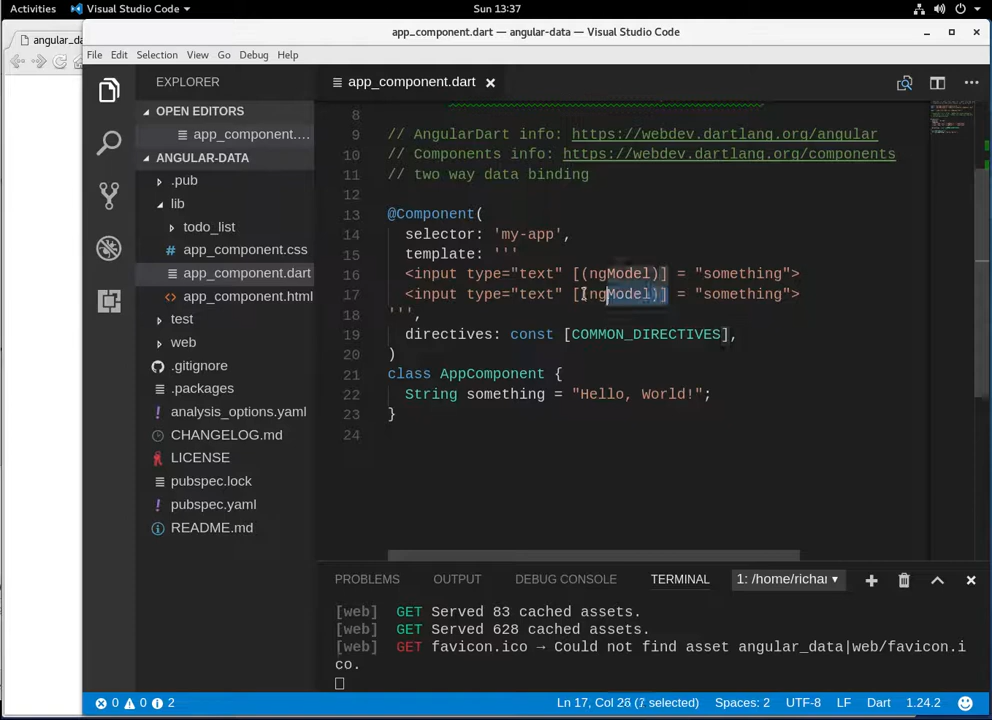 Activities
Visual Studio Code ▾
Sun 13:37
angular_da
app_component.dart — angular-data — Visual Studio Code
File Edit Selection View Go Debug Help
EXPLORER
OPEN EDITORS
app_component....
ANGULAR-DATA
.pub
lib
todo_list
# app_component.css
app_component.dart
<> app_component.html
test
web
.gitignore
.packages
! analysis_options.yaml
CHANGELOG.md
LICENSE
pubspec.lock
! pubspec.yaml
README.md
app_component.dart
8
9 // AngularDart info: https://webdev.dartlang.org/angular
10 // Components info: https://webdev.dartlang.org/components
11 // two way data binding
12
13 @Component(
14 selector: 'my-app',
15 template: '''
16 <input type="text" [(ngModel)] = "something">
17 <input type="text" [(ngModel)] = "something">
18 ''',
19 directives: const [COMMON_DIRECTIVES],
20 )
21 class AppComponent {
22 String something = "Hello, World!";
23 }
24
PROBLEMS OUTPUT DEBUG CONSOLE TERMINAL 1: /home/richai
[web] GET Served 83 cached assets.
[web] GET Served 628 cached assets.
[web] GET favicon.ico → Could not find asset angular_data|web/favicon.i
co.
0 0 2
Spaces: 2 UTF-8 LF Dart 1.24.2